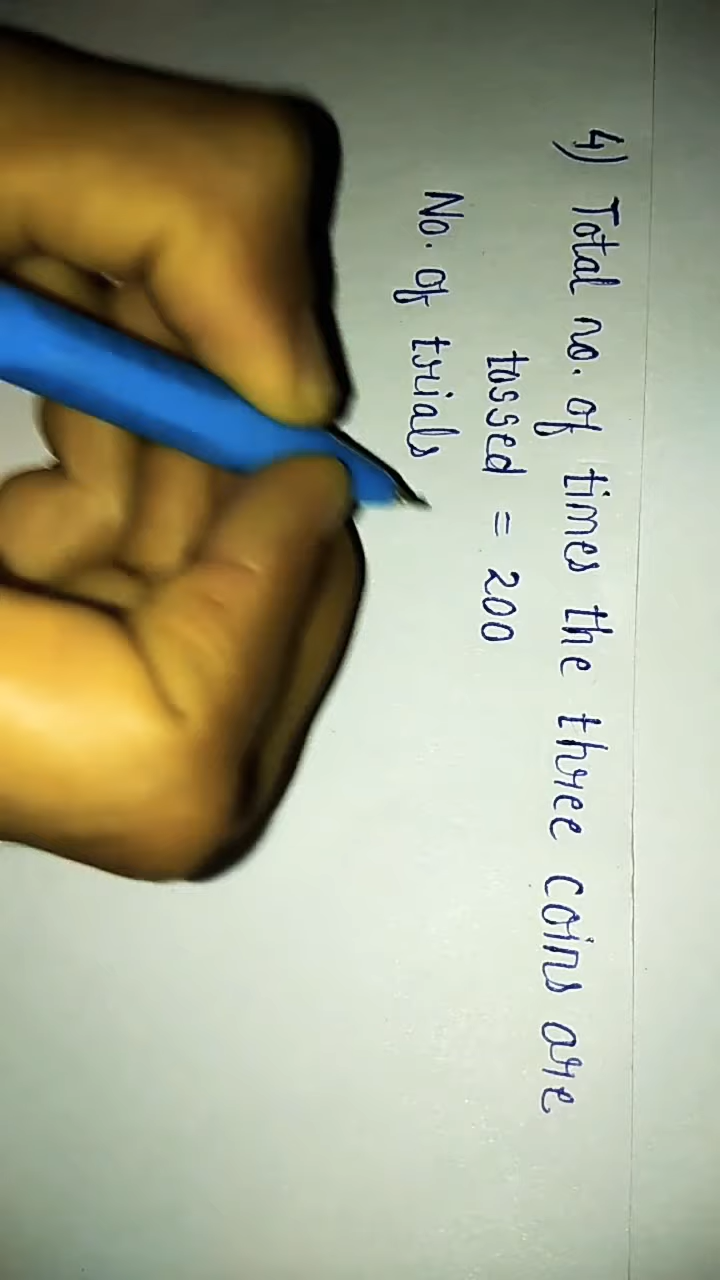 4) Total no. of times the three coins are
tossed = 200
No. of trials